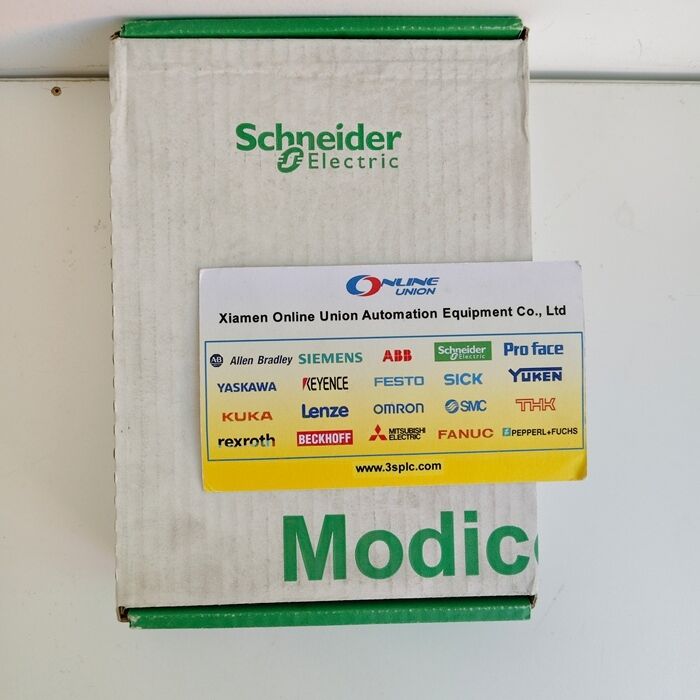 Schneider
Electric
ONLINE
UNION
Xiamen Online Union Automation Equipment Co., Ltd
AB Allen Bradley SIEMENS ABB Schneider Electric Pro face
YASKAWA KEYENCE FESTO SICK YUKEN
KUKA Lenze OMRON SMC THK
rexroth BECKHOFF MITSUBISHI ELECTRIC FANUC PEPPERL+FUCHS
www.3splc.com
Modic